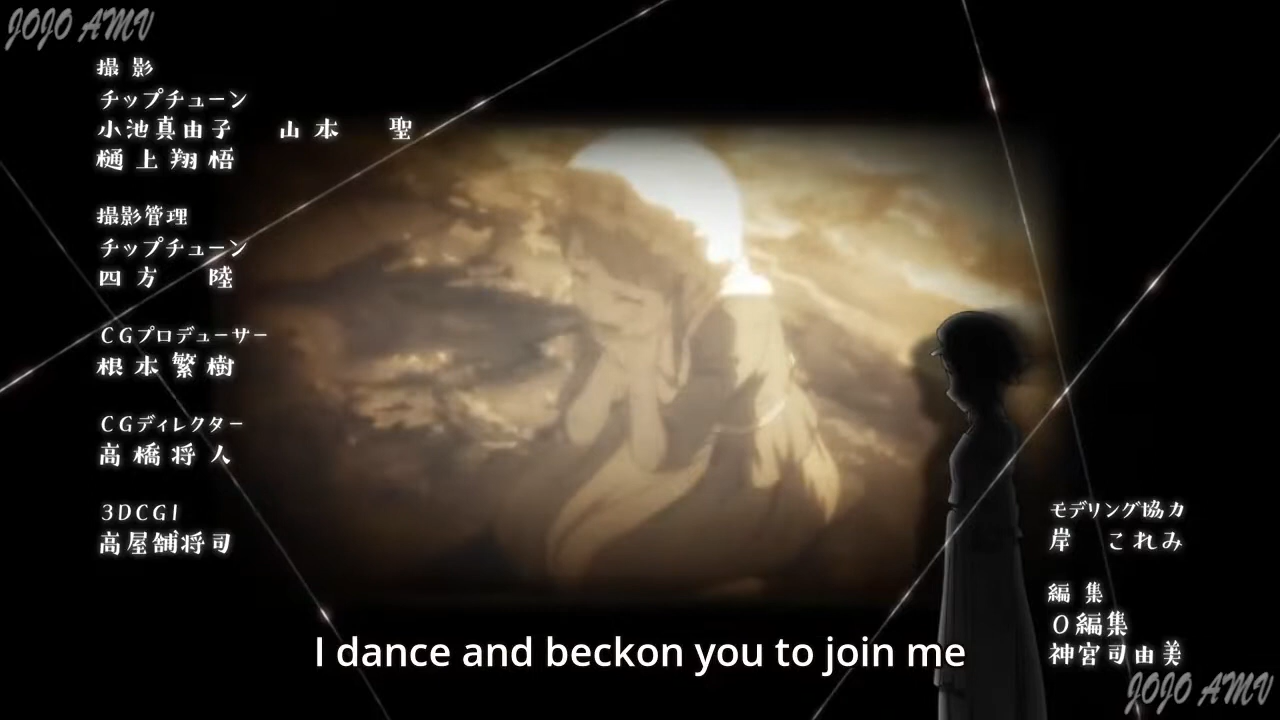 JOJO AMV
撮影
チップチューン
小池真由子 山本 聖
樋上翔悟
撮影管理
チップチューン
四方 陸
CGプロデューサー
根本繁樹
CGディレクター
高橋将人
3DCGI
高屋舗将司
モデリング協力
岸 これみ
編集
O編集
神宮司由美
I dance and beckon you to join me
JOJO AMV